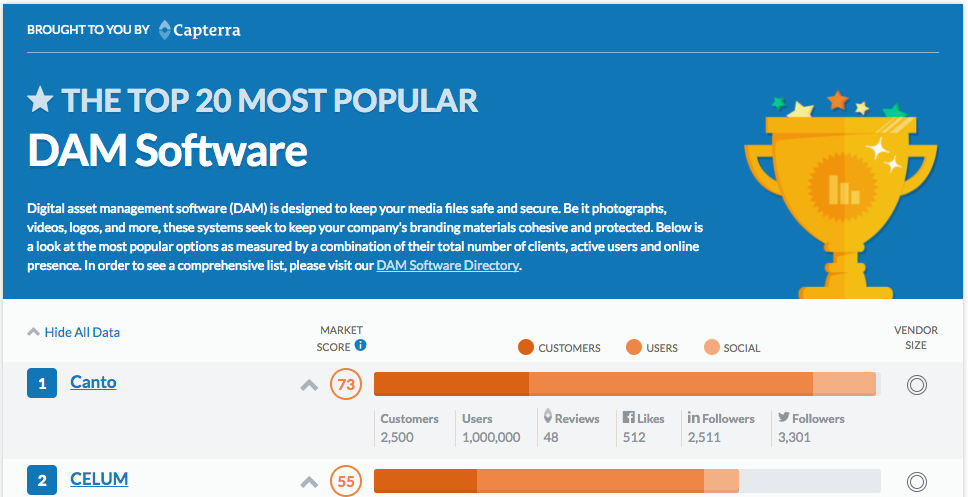 BROUGHT TO YOU BY Capterra
THE TOP 20 MOST POPULAR
DAM Software
Digital asset management software (DAM) is designed to keep your media files safe and secure. Be it photographs,
videos, logos, and more, these systems seek to keep your company's branding materials cohesive and protected. Below is
a look at the most popular options as measured by a combination of their total number of clients, active users and online
presence. In order to see a comprehensive list, please visit our DAM Software Directory.
Hide All Data
MARKET
SCORE i
CUSTOMERS
USERS
SOCIAL
VENDOR
SIZE
1 Canto 73
Customers Users Reviews Likes in Followers Followers
2,500 1,000,000 48 512 2,511 3,301
2 CELUM 55